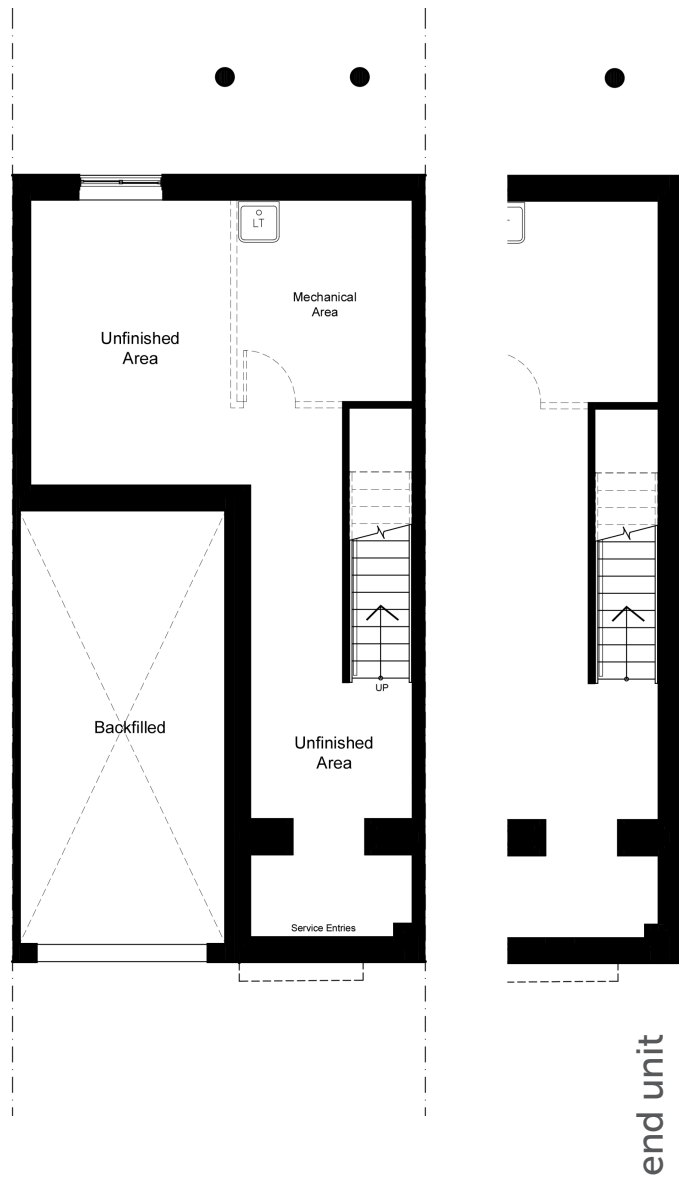 LT
Mechanical
Area
Unfinished
Area
UP
Backfilled
Unfinished
Area
Service Entries
end unit